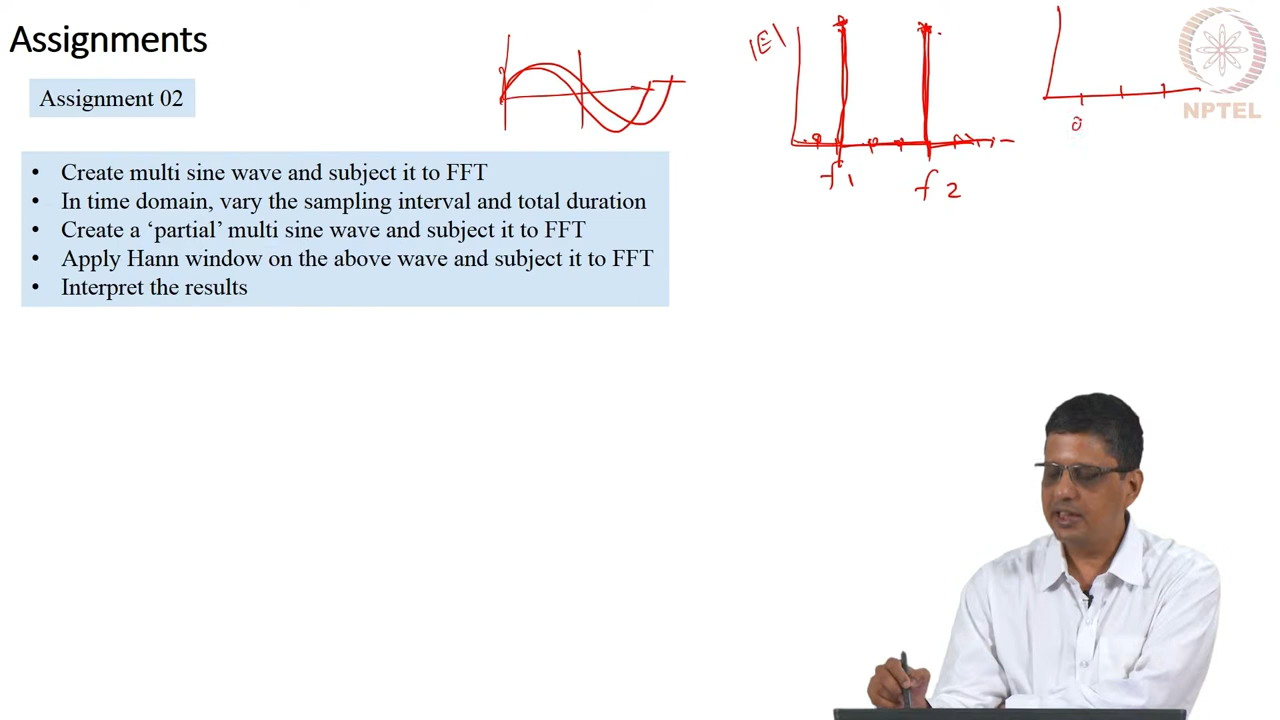 Assignments
Assignment 02
• Create multi sine wave and subject it to FFT
• In time domain, vary the sampling interval and total duration
• Create a ‘partial’ multi sine wave and subject it to FFT
• Apply Hann window on the above wave and subject it to FFT
• Interpret the results
|E|
f1
f2
0
NPTEL